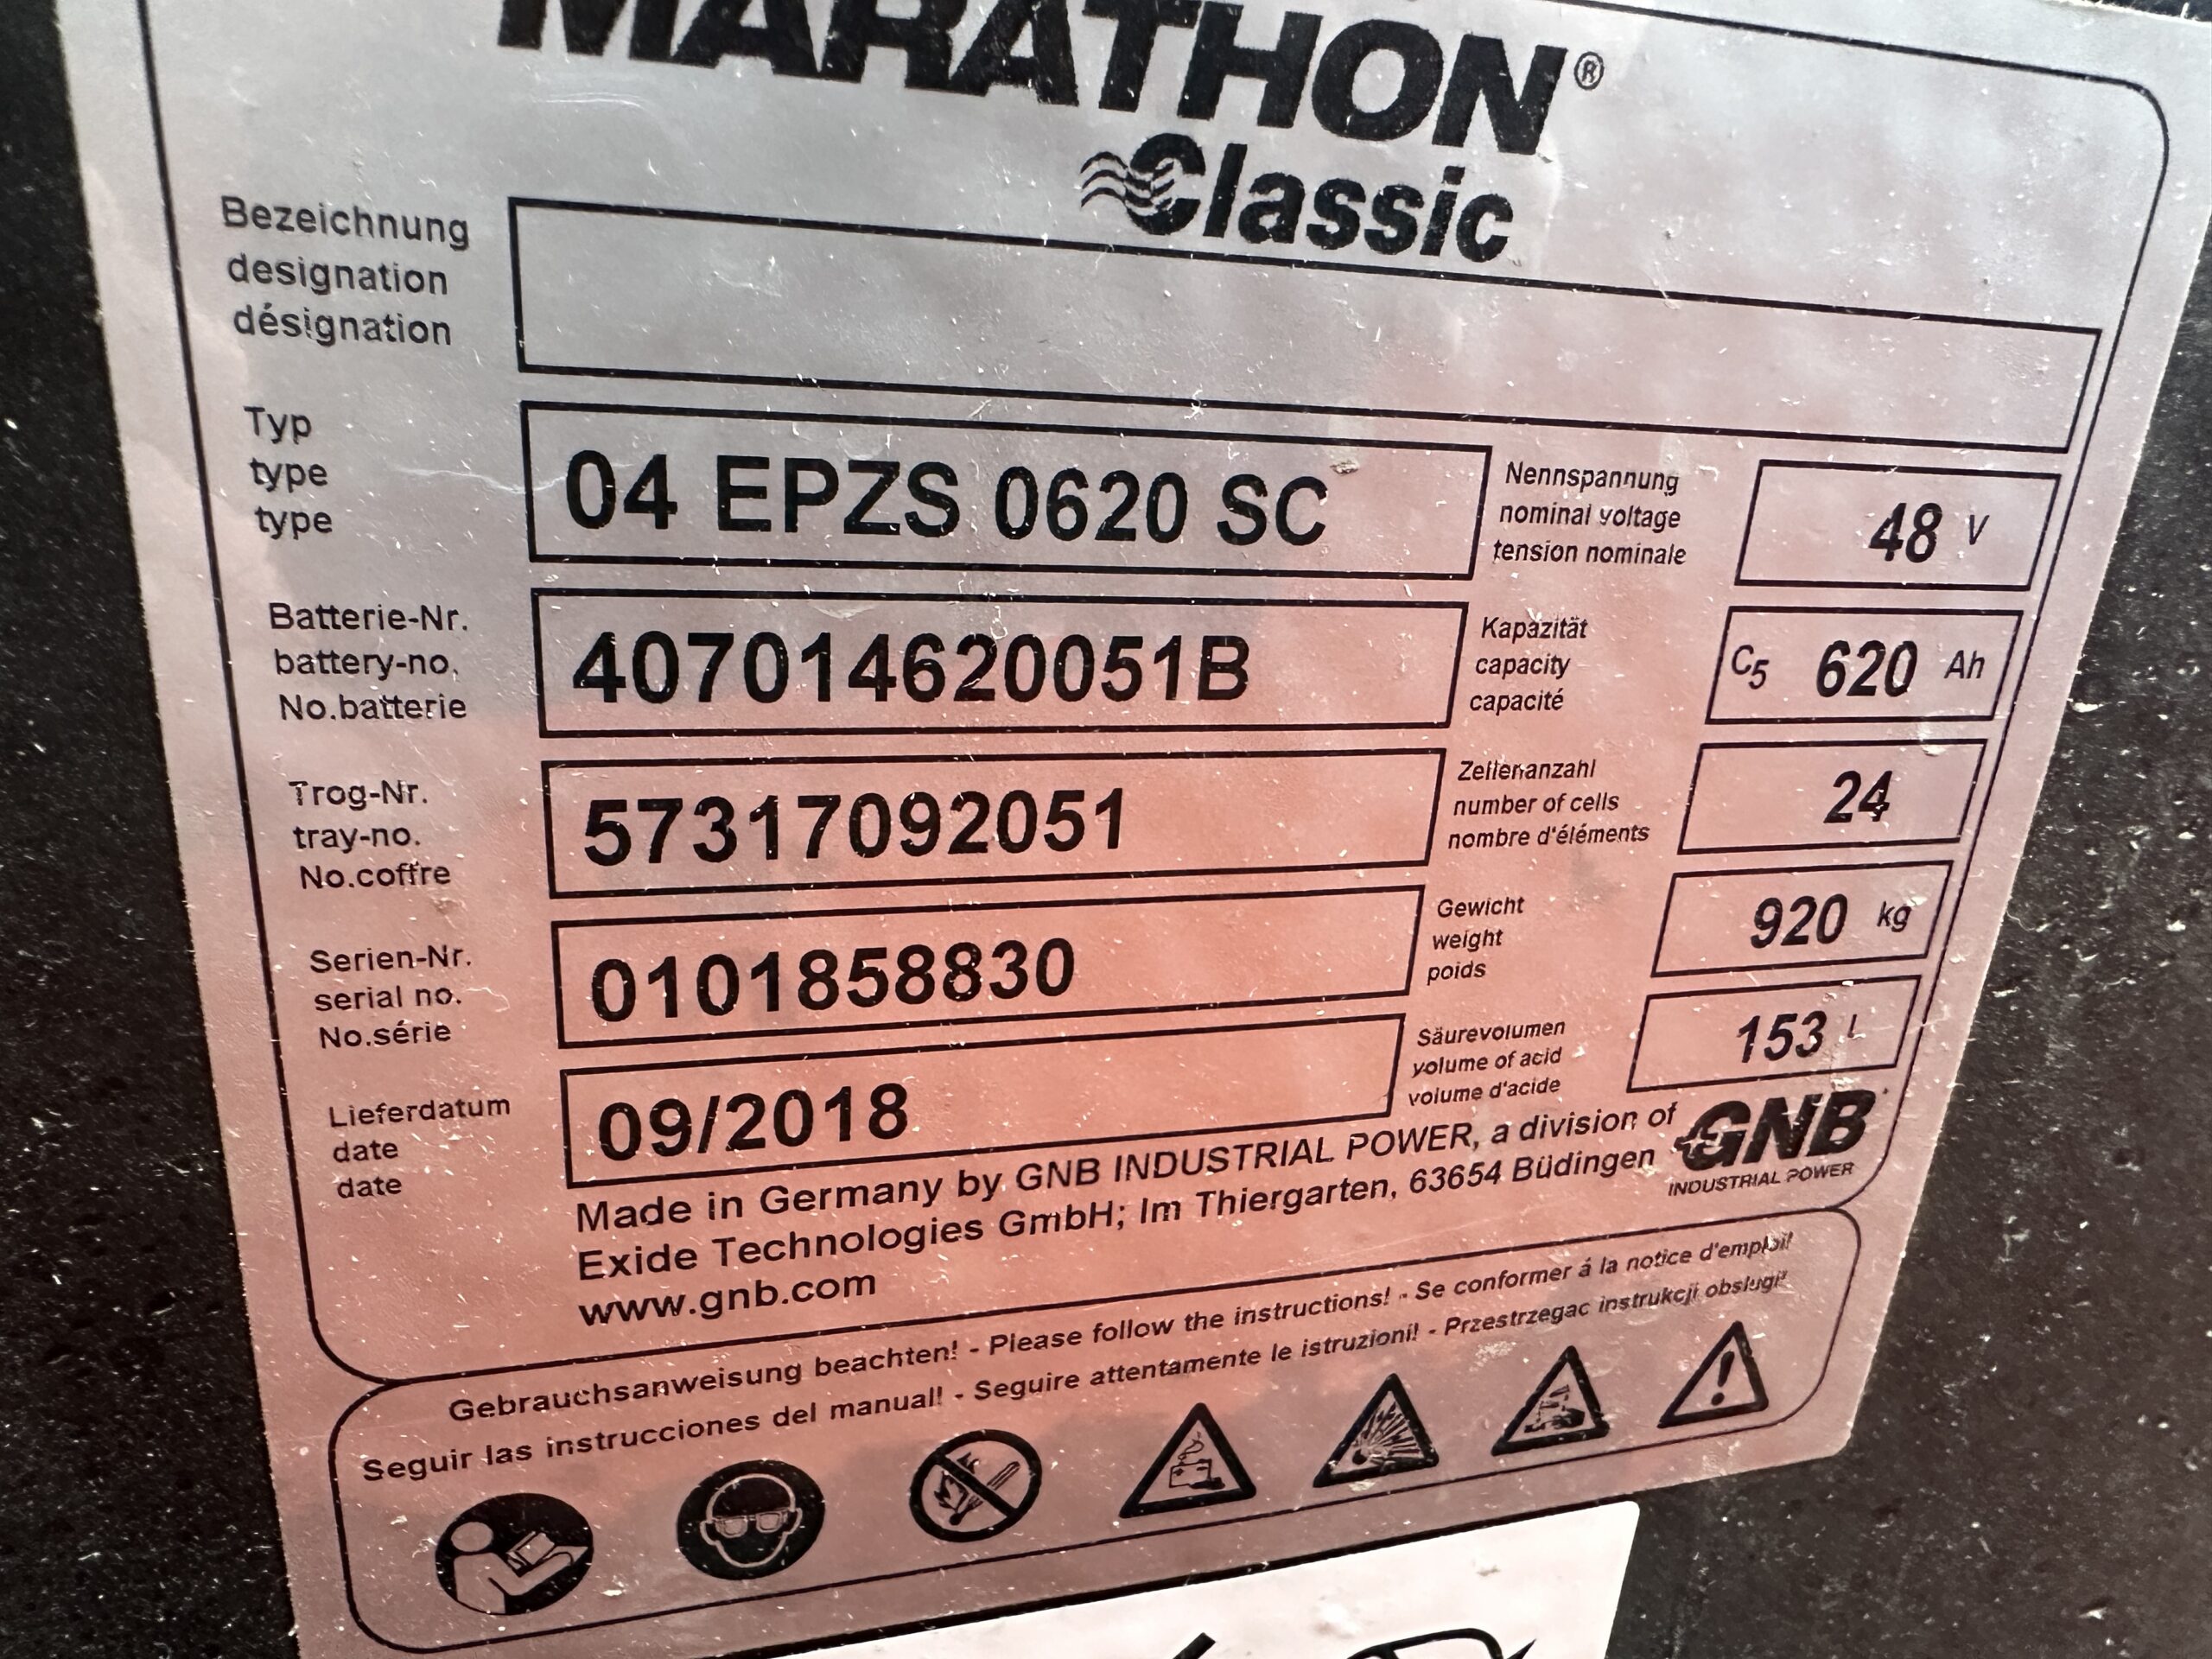 MARATHON®
Classic
Bezeichnung
designation
désignation
Typ
type
type
04 EPZS 0620 SC
Nennspannung
nominal voltage
tension nominale
48 V
Batterie-Nr.
battery-no.
No.batterie
407014620051B
Kapazität
capacity
capacité
C5 620 Ah
Trog-Nr.
tray-no.
No.coffre
57317092051
Zellenanzahl
number of cells
nombre d'éléments
24
Serien-Nr.
serial no.
No.série
0101858830
Gewicht
weight
poids
920 kg
Lieferdatum
date
date
09/2018
Säurevolumen
volume of acid
volume d'acide
153 L
Made in Germany by GNB INDUSTRIAL POWER, a division of
Exide Technologies GmbH; Im Thiergarten, 63654 Büdingen
www.gnb.com
GNB
INDUSTRIAL POWER
Gebrauchsanweisung beachten! - Please follow the instructions! - Se conformer á la notice d'emploi!
Seguir las instrucciones del manual! - Seguire attentamente le istruzioni! - Przestrzegac instrukcji obslugi!